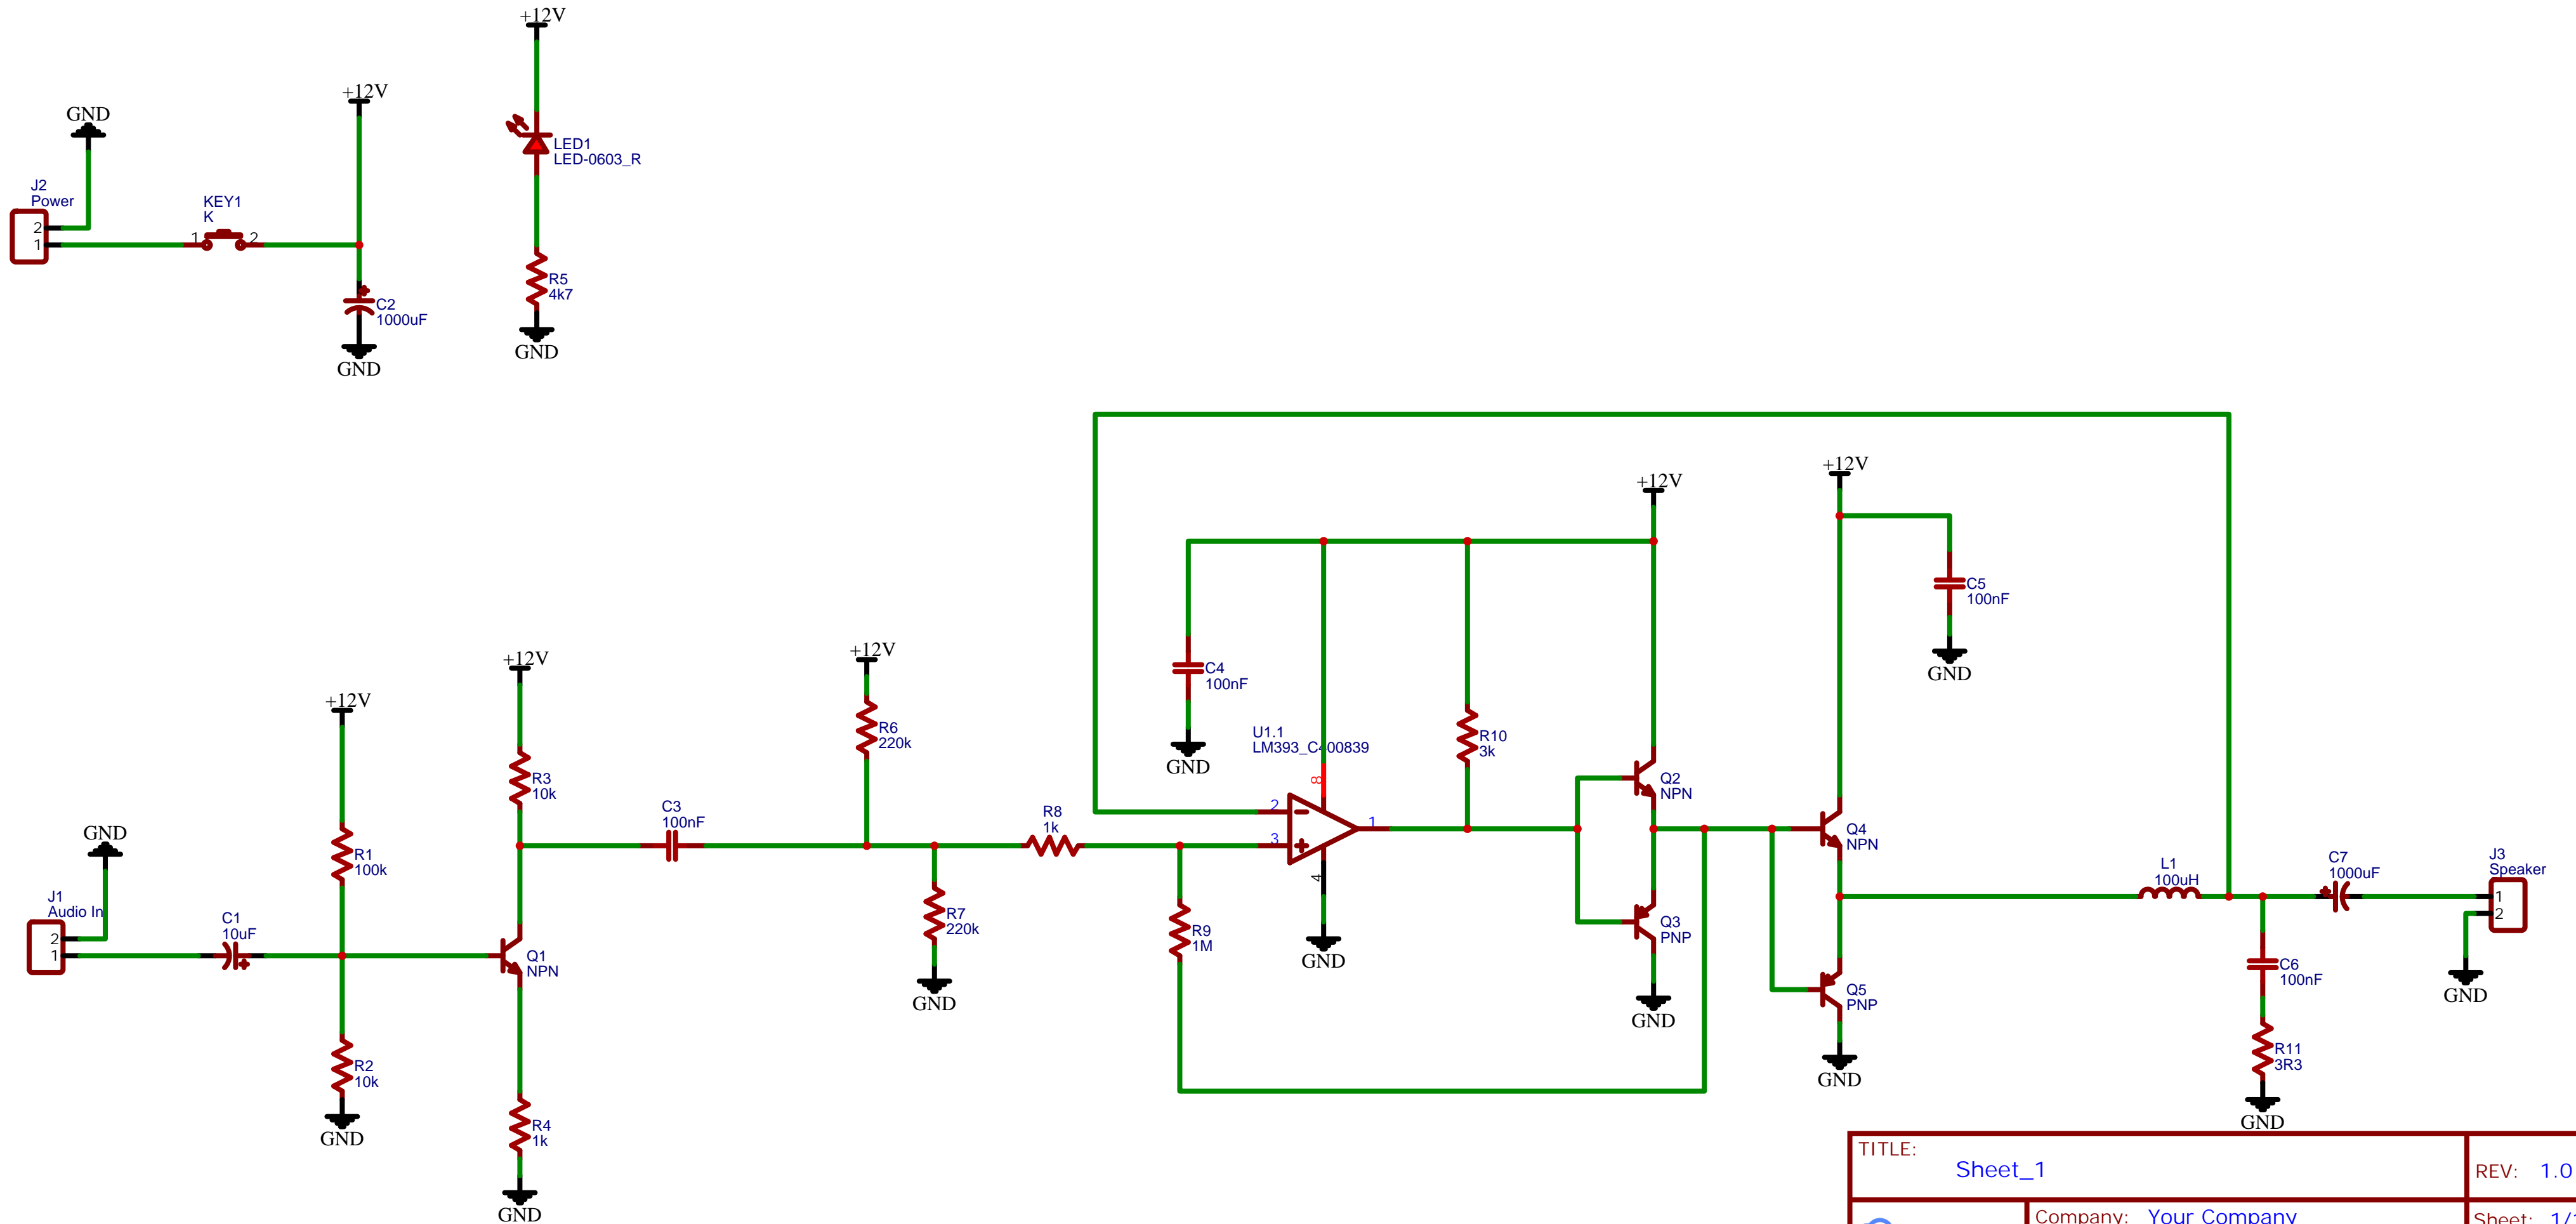 +12V
+12V
GND
LED1
LED-0603_R
J2
Power
2
1
KEY1
K
1
2
R5
4k7
C2
1000uF
GND
GND
+12V
+12V
C5
100nF
GND
+12V
+12V
+12V
C4
100nF
GND
R6
220k
U1.1
LM393_C400839
R10
3k
8
Q2
NPN
R3
10k
C3
100nF
R8
1k
2
3
1
4
Q4
NPN
GND
R1
100k
J1
Audio In
2
1
C1
10uF
R7
220k
R9
1M
Q3
PNP
L1
100uH
C7
1000uF
J3
Speaker
1
2
Q1
NPN
GND
GND
GND
Q5
PNP
C6
100nF
GND
R2
10k
GND
R11
3R3
GND
GND
R4
1k
GND
TITLE:
Sheet_1
REV: 1.0
Company: Your Company
Sheet: 1/